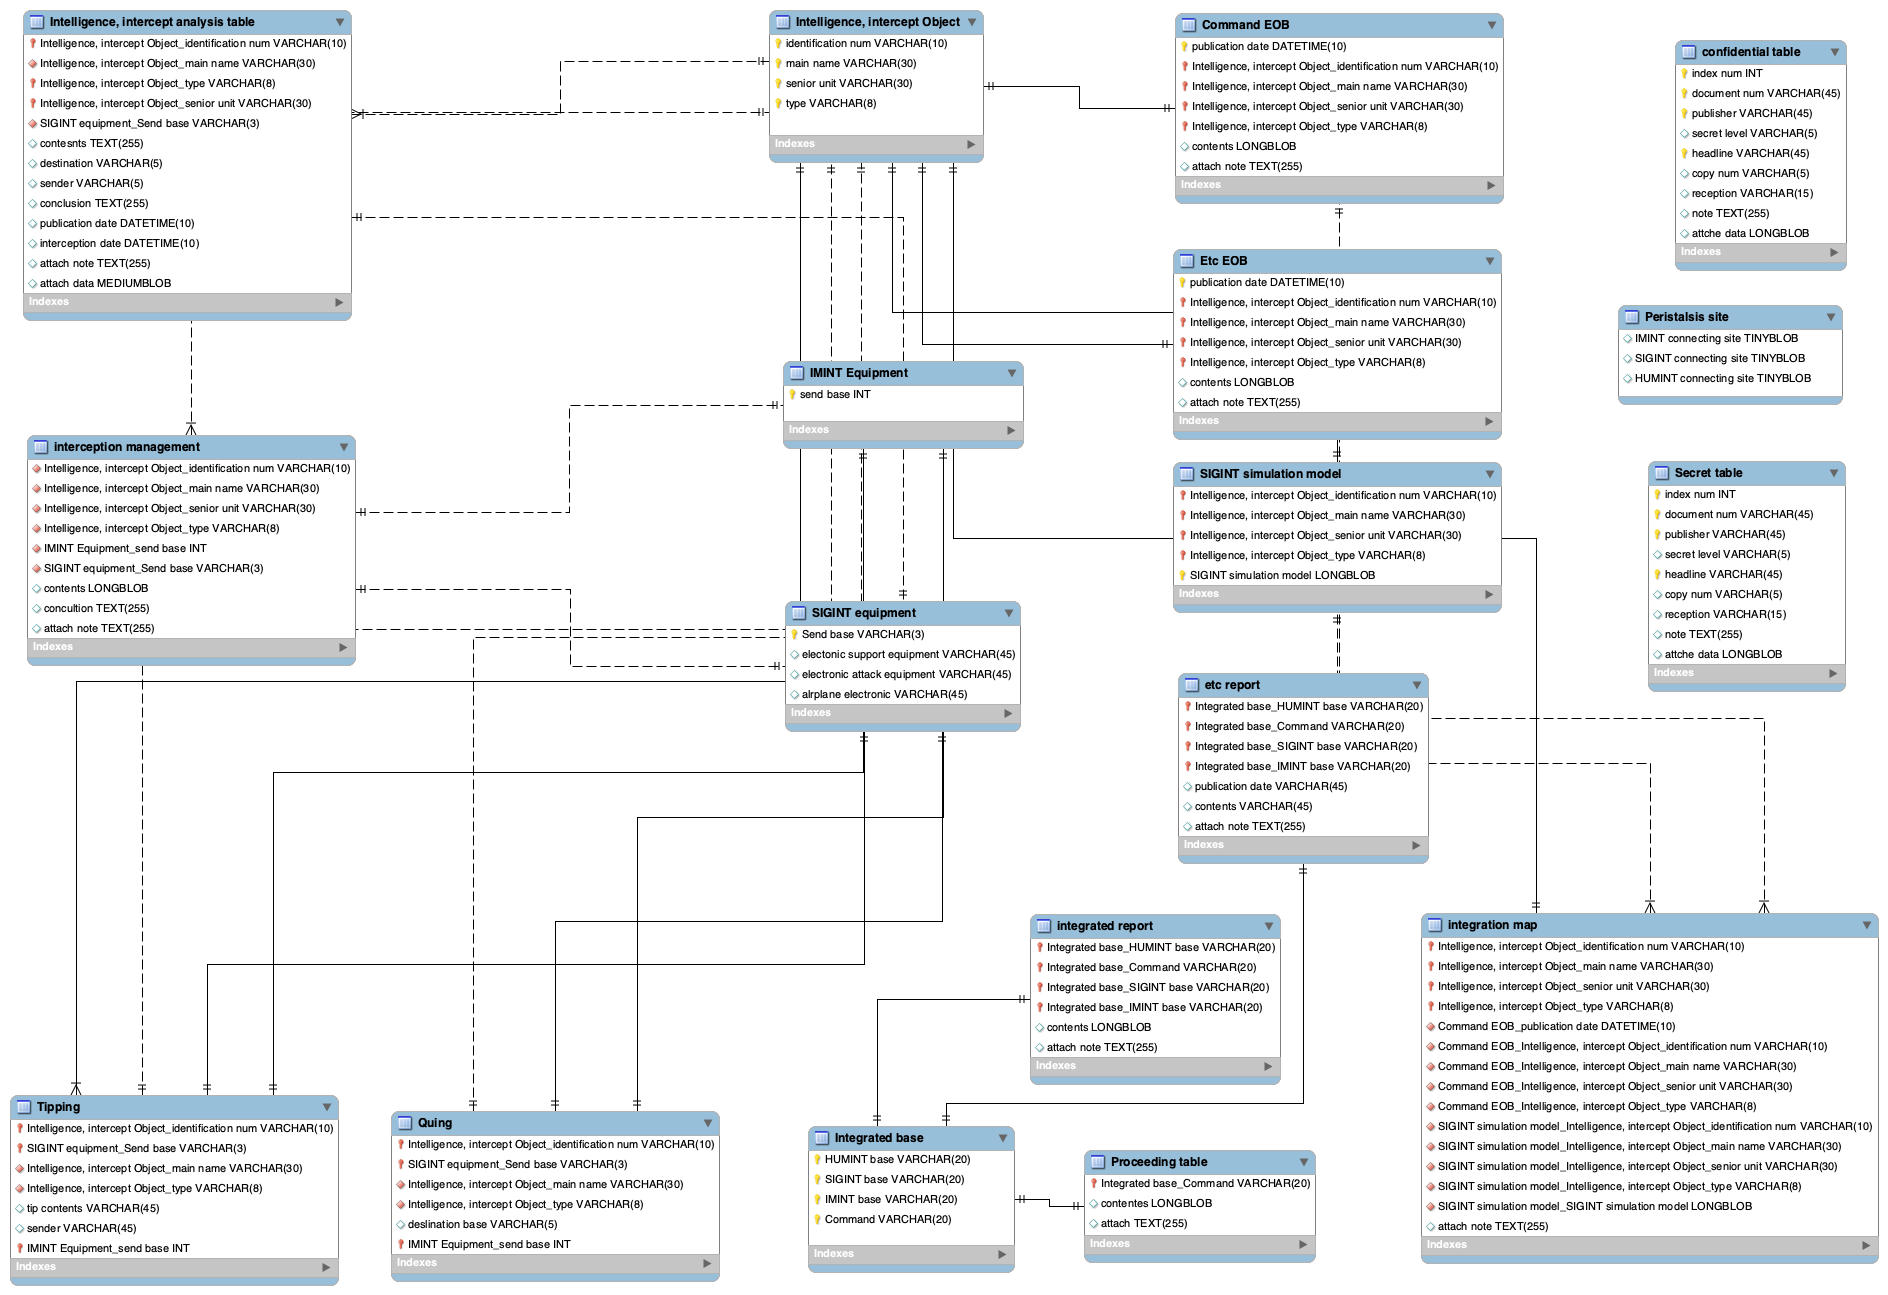 Intelligence, intercept analysis table
Intelligence, intercept Object_identification num VARCHAR(10)
Intelligence, intercept Object_main name VARCHAR(30)
Intelligence, intercept Object_type VARCHAR(8)
Intelligence, intercept Object_senior unit VARCHAR(30)
SIGINT equipment_Send base VARCHAR(3)
contesnts TEXT(255)
destination VARCHAR(5)
sender VARCHAR(5)
conclusion TEXT(255)
publication date DATETIME(10)
interception date DATETIME(10)
attach note TEXT(255)
attach data MEDIUMBLOB
Indexes
Intelligence, intercept Object
identification num VARCHAR(10)
main name VARCHAR(30)
senior unit VARCHAR(30)
type VARCHAR(8)
Indexes
Command EOB
publication date DATETIME(10)
Intelligence, intercept Object_identification num VARCHAR(10)
Intelligence, intercept Object_main name VARCHAR(30)
Intelligence, intercept Object_senior unit VARCHAR(30)
Intelligence, intercept Object_type VARCHAR(8)
contents LONGBLOB
attach note TEXT(255)
Indexes
confidential table
index num INT
document num VARCHAR(45)
publisher VARCHAR(45)
secret level VARCHAR(5)
headline VARCHAR(45)
copy num VARCHAR(5)
reception VARCHAR(15)
note TEXT(255)
attche data LONGBLOB
Indexes
Etc EOB
publication date DATETIME(10)
Intelligence, intercept Object_identification num VARCHAR(10)
Intelligence, intercept Object_main name VARCHAR(30)
Intelligence, intercept Object_senior unit VARCHAR(30)
Intelligence, intercept Object_type VARCHAR(8)
contents LONGBLOB
attach note TEXT(255)
Indexes
Peristalsis site
IMINT connecting site TINYBLOB
SIGINT connecting site TINYBLOB
HUMINT connecting site TINYBLOB
IMINT Equipment
send base INT
Indexes
interception management
Intelligence, intercept Object_identification num VARCHAR(10)
Intelligence, intercept Object_main name VARCHAR(30)
Intelligence, intercept Object_senior unit VARCHAR(30)
Intelligence, intercept Object_type VARCHAR(8)
IMINT Equipment_send base INT
SIGINT equipment_Send base VARCHAR(3)
contents LONGBLOB
concultion TEXT(255)
attach note TEXT(255)
Indexes
SIGINT simulation model
Intelligence, intercept Object_identification num VARCHAR(10)
Intelligence, intercept Object_main name VARCHAR(30)
Intelligence, intercept Object_senior unit VARCHAR(30)
Intelligence, intercept Object_type VARCHAR(8)
SIGINT simulation model LONGBLOB
Indexes
Secret table
index num INT
document num VARCHAR(45)
publisher VARCHAR(45)
secret level VARCHAR(5)
headline VARCHAR(45)
copy num VARCHAR(5)
reception VARCHAR(15)
note TEXT(255)
attche data LONGBLOB
Indexes
SIGINT equipment
Send base VARCHAR(3)
electonic support equipment VARCHAR(45)
electronic attack equipment VARCHAR(45)
airplane electronic VARCHAR(45)
Indexes
etc report
Integrated base_HUMINT base VARCHAR(20)
Integrated base_Command VARCHAR(20)
Integrated base_SIGINT base VARCHAR(20)
Integrated base_IMINT base VARCHAR(20)
publication date VARCHAR(45)
contents VARCHAR(45)
attach note TEXT(255)
Indexes
integrated report
Integrated base_HUMINT base VARCHAR(20)
Integrated base_Command VARCHAR(20)
Integrated base_SIGINT base VARCHAR(20)
Integrated base_IMINT base VARCHAR(20)
contents LONGBLOB
attach note TEXT(255)
Indexes
integration map
Intelligence, intercept Object_identification num VARCHAR(10)
Intelligence, intercept Object_main name VARCHAR(30)
Intelligence, intercept Object_senior unit VARCHAR(30)
Intelligence, intercept Object_type VARCHAR(8)
Command EOB_publication date DATETIME(10)
Command EOB_Intelligence, intercept Object_identification num VARCHAR(10)
Command EOB_Intelligence, intercept Object_main name VARCHAR(30)
Command EOB_Intelligence, intercept Object_senior unit VARCHAR(30)
Command EOB_Intelligence, intercept Object_type VARCHAR(8)
SIGINT simulation model_Intelligence, intercept Object_identification num VARCHAR(10)
SIGINT simulation model_Intelligence, intercept Object_main name VARCHAR(30)
SIGINT simulation model_Intelligence, intercept Object_senior unit VARCHAR(30)
SIGINT simulation model_Intelligence, intercept Object_type VARCHAR(8)
SIGINT simulation model_SIGINT simulation model LONGBLOB
attach note TEXT(255)
Indexes
Tipping
Intelligence, intercept Object_identification num VARCHAR(10)
SIGINT equipment_Send base VARCHAR(3)
Intelligence, intercept Object_main name VARCHAR(30)
Intelligence, intercept Object_type VARCHAR(8)
tip contents VARCHAR(45)
sender VARCHAR(45)
IMINT Equipment_send base INT
Indexes
Quing
Intelligence, intercept Object_identification num VARCHAR(10)
SIGINT equipment_Send base VARCHAR(3)
Intelligence, intercept Object_main name VARCHAR(30)
Intelligence, intercept Object_type VARCHAR(8)
deslination base VARCHAR(5)
IMINT Equipment_send base INT
Indexes
Integrated base
HUMINT base VARCHAR(20)
SIGINT base VARCHAR(20)
IMINT base VARCHAR(20)
Command VARCHAR(20)
Indexes
Proceeding table
Integrated base_Command VARCHAR(20)
contentes LONGBLOB
attach TEXT(255)
Indexes